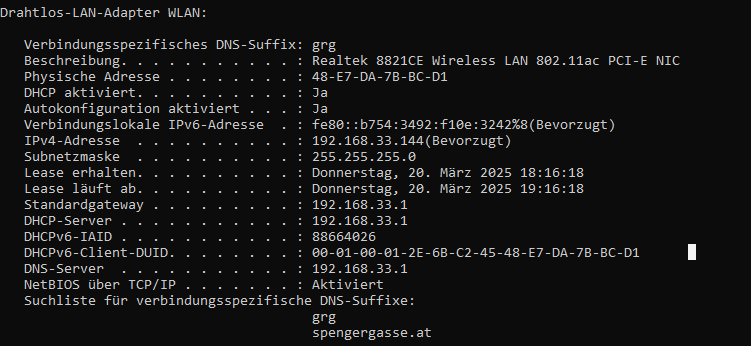 Drahtlos-LAN-Adapter WLAN:
Verbindungsspezifisches DNS-Suffix: grg
Beschreibung. . . . . . . . . . . : Realtek 8821CE Wireless LAN 802.11ac PCI-E NIC
Physische Adresse . . . . . . . . : 48-E7-DA-7B-BC-D1
DHCP aktiviert. . . . . . . . . . : Ja
Autokonfiguration aktiviert . . . : Ja
Verbindungslokale IPv6-Adresse  . : fe80::b754:3492:f10e:3242%8(Bevorzugt)
IPv4-Adresse  . . . . . . . . . . : 192.168.33.144(Bevorzugt)
Subnetzmaske  . . . . . . . . . . : 255.255.255.0
Lease erhalten. . . . . . . . . . : Donnerstag, 20. März 2025 18:16:18
Lease läuft ab. . . . . . . . . . : Donnerstag, 20. März 2025 19:16:18
Standardgateway . . . . . . . . . : 192.168.33.1
DHCP-Server . . . . . . . . . . . : 192.168.33.1
DHCPv6-IAID . . . . . . . . . . . : 88664026
DHCPv6-Client-DUID. . . . . . . . : 00-01-00-01-2E-6B-C2-45-48-E7-DA-7B-BC-D1
DNS-Server  . . . . . . . . . . . : 192.168.33.1
NetBIOS über TCP/IP . . . . . . . : Aktiviert
Suchliste für verbindungsspezifische DNS-Suffixe:
grg
spengergasse.at